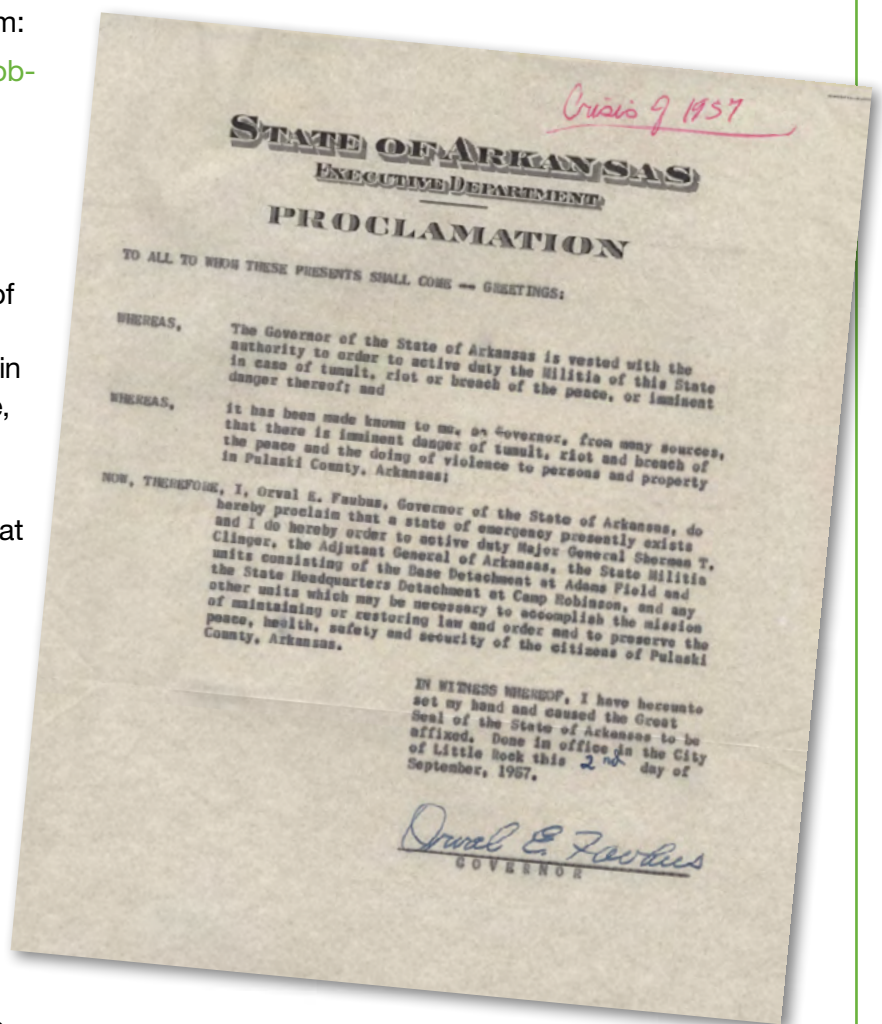 m:
ob-
of
in
e,
at
Crisis of 1957
STATE OF ARKANSAS
EXECUTIVE DEPARTMENT
PROCLAMATION
TO ALL TO WHOM THESE PRESENTS SHALL COME -- GREETINGS:
WHEREAS, The Governor of the State of Arkansas is vested with the
authority to order to active duty the Militia of this State
in case of tumult, riot or breach of the peace, or imminent
danger thereof; and
WHEREAS, it has been made known to me, as Governor, from many sources,
that there is imminent danger of tumult, riot and breach of
the peace and the doing of violence to persons and property
in Pulaski County, Arkansas;
NOW, THEREFORE, I, Orval E. Faubus, Governor of the State of Arkansas, do
hereby proclaim that a state of emergency presently exists
and I do hereby order to active duty Major General Sherman T.
Clinger, the Adjutant General of Arkansas, the State Militia
units consisting of the Base Detachment at Adams Field and
the State Headquarters Detachment at Camp Robinson, and any
other units which may be necessary to accomplish the mission
of maintaining or restoring law and order and to preserve the
peace, health, safety and security of the citizens of Pulaski
County, Arkansas.
IN WITNESS WHEREOF, I have hereunto
set my hand and caused the Great
Seal of the State of Arkansas to be
affixed. Done in office in the City
of Little Rock this 2nd day of
September, 1957.
Orval E. Faubus
GOVERNOR